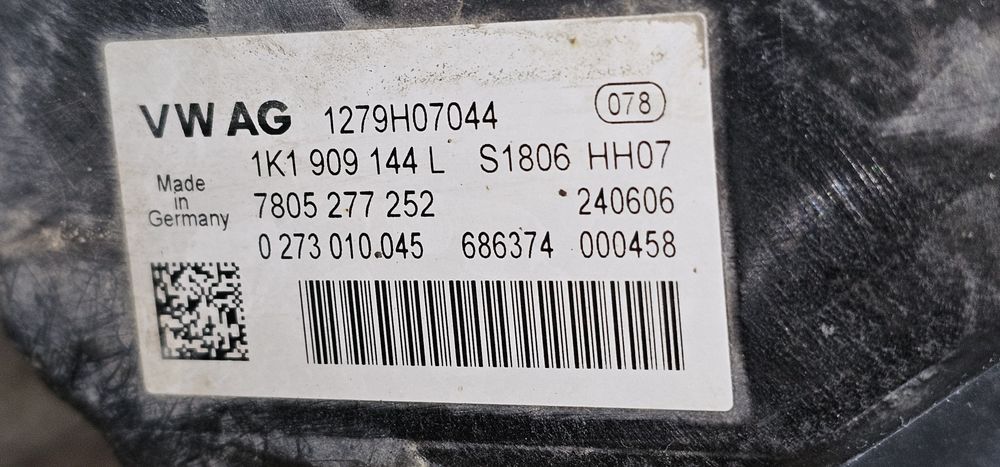 VW AG 1279H07044 078
1K1 909 144 L S1806 HH07
Made in Germany
7805 277 252 240606
0 273 010.045 686374 000458